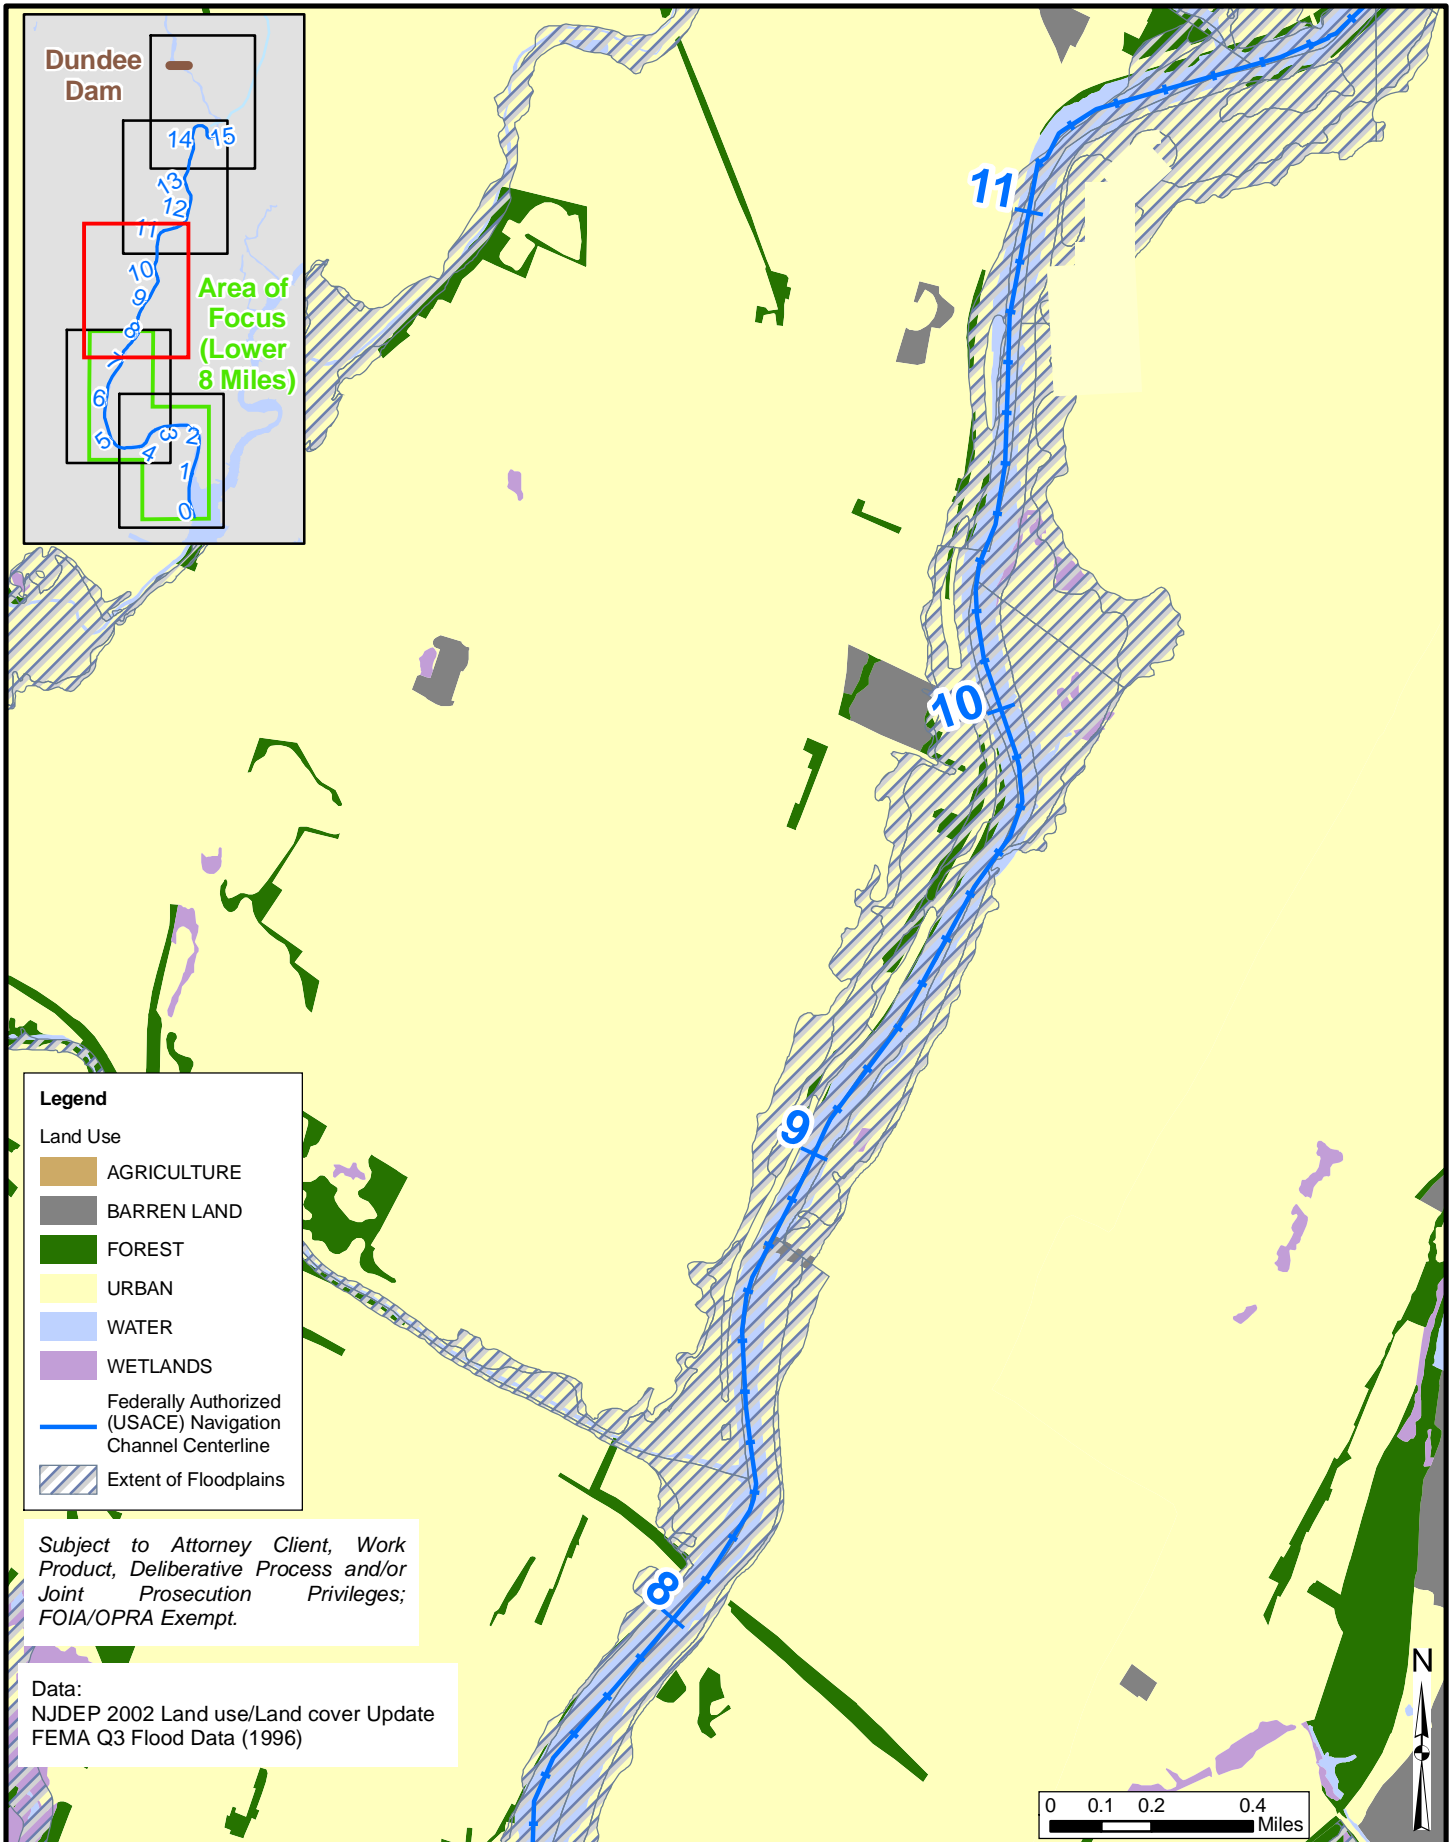 Dundee
Dam
14
15
13
12
11
10
9
8
7
6
5
4
3
2
1
0
Area of
Focus
(Lower
8 Miles)
11
10
9
8
Legend
Land Use
AGRICULTURE
BARREN LAND
FOREST
URBAN
WATER
WETLANDS
Federally Authorized
(USACE) Navigation
Channel Centerline
Extent of Floodplains
Subject to Attorney Client, Work
Product, Deliberative Process and/or
Joint Prosecution Privileges;
FOIA/OPRA Exempt.
Data:
NJDEP 2002 Land use/Land cover Update
FEMA Q3 Flood Data (1996)
N
0 0.1 0.2 0.4
Miles